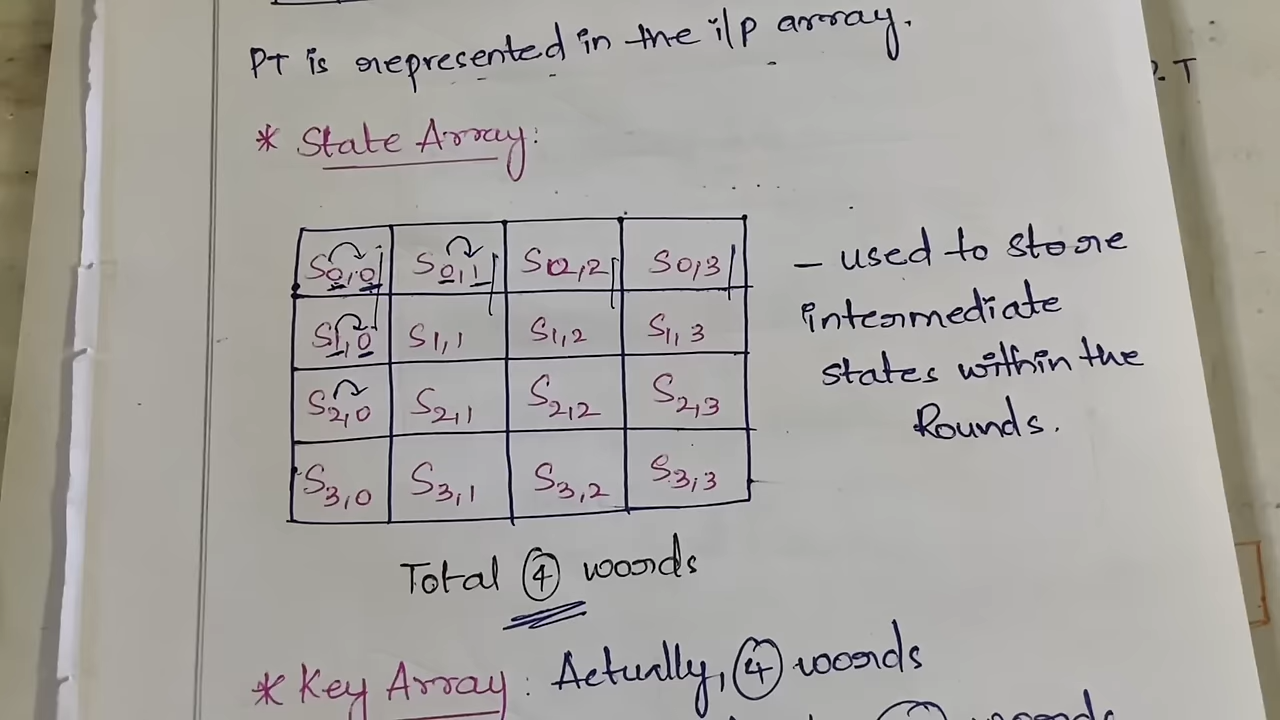 PT is represented in the i/p array.
P.T
* State Array:
S0,0 S0,1 S0,2 S0,3
S1,0 S1,1 S1,2 S1,3
S2,0 S2,1 S2,2 S2,3
S3,0 S3,1 S3,2 S3,3
- used to store
intermediate
states within the
Rounds.
Total 4 words
* Key Array: Actually, 4 words